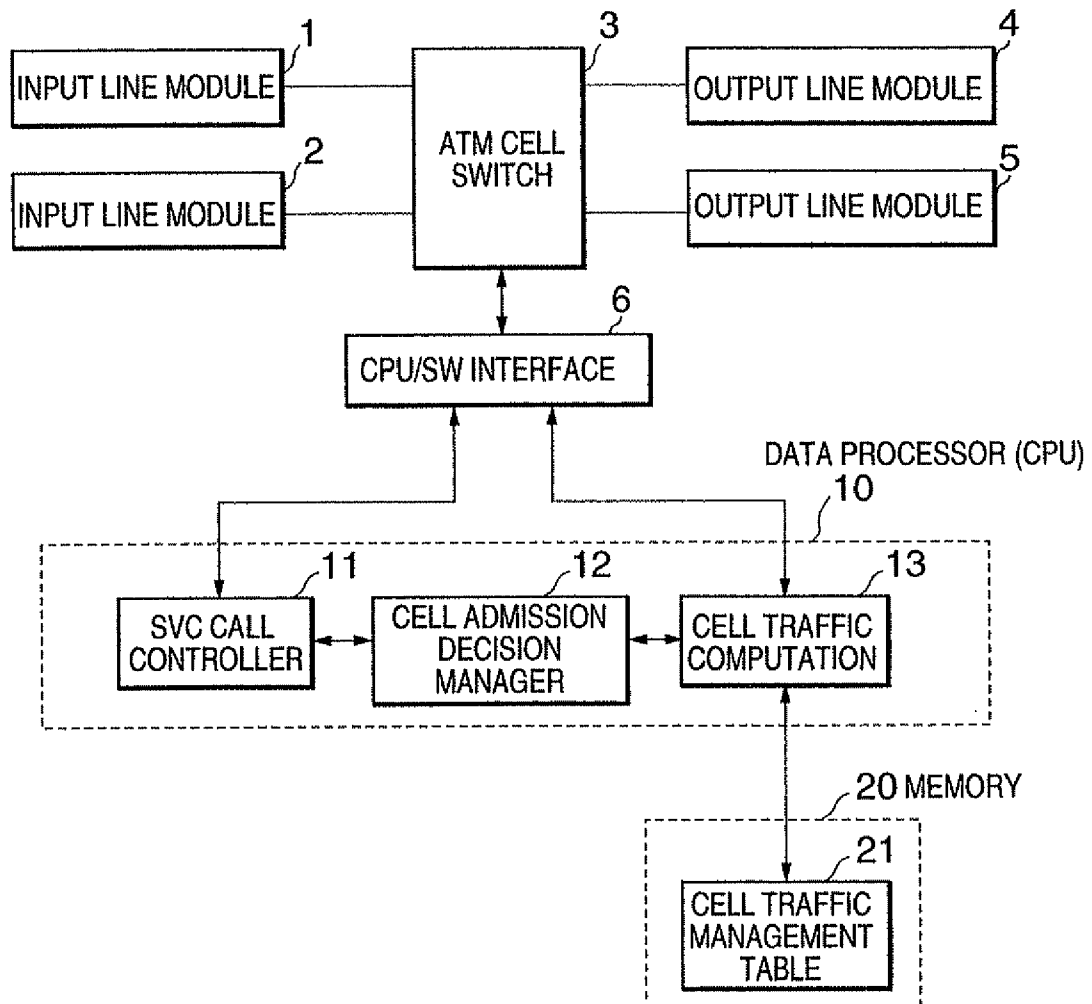 1
INPUT LINE MODULE
2
INPUT LINE MODULE
3
ATM CELL
SWITCH
4
OUTPUT LINE MODULE
5
OUTPUT LINE MODULE
6
CPU/SW INTERFACE
DATA PROCESSOR (CPU)
10
11
SVC CALL
CONTROLLER
12
CELL ADMISSION
DECISION
MANAGER
13
CELL TRAFFIC
COMPUTATION
20 MEMORY
21
CELL TRAFFIC
MANAGEMENT
TABLE